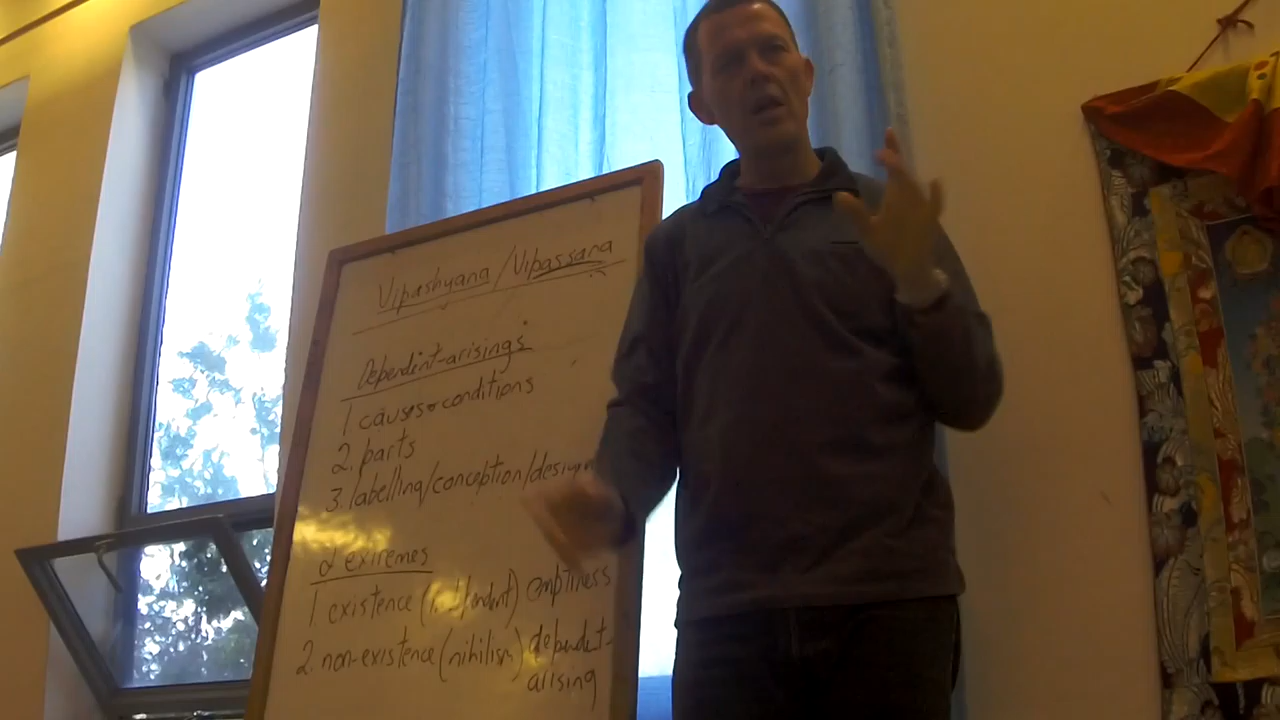 Vipashyana / Vipassana
Dependent-arisings
1 causes & conditions
2. parts
3. labelling/conception/
2 extremes
1 existence ( ) emptiness
2. non-existence (nihilism) dependent-
arising